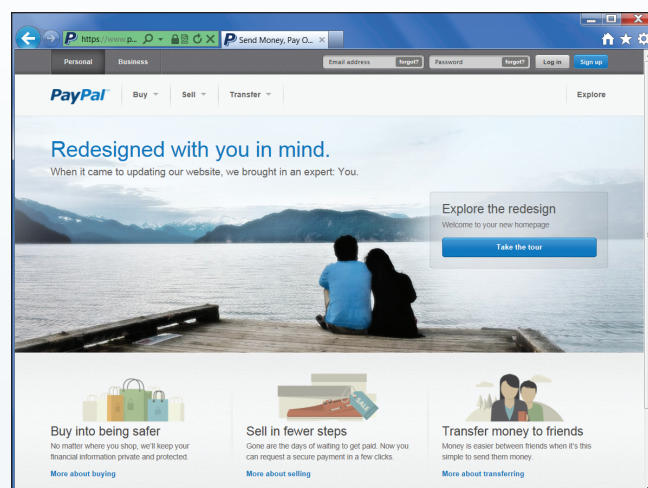 https://www.p...
Send Money, Pay O...
Personal Business Email address forgot? Password forgot? Log in Sign up
PayPal Buy Sell Transfer Explore
Redesigned with you in mind.
When it came to updating our website, we brought in an expert: You.
Explore the redesign
Welcome to your new homepage
Take the tour
SALE
Buy into being safer
No matter where you shop, we'll keep your
financial information private and protected.
More about buying
Sell in fewer steps
Gone are the days of waiting to get paid. Now you
can request a secure payment in a few clicks.
More about selling
Transfer money to friends
Money is easier between friends when it's this
simple to send them money.
More about transferring